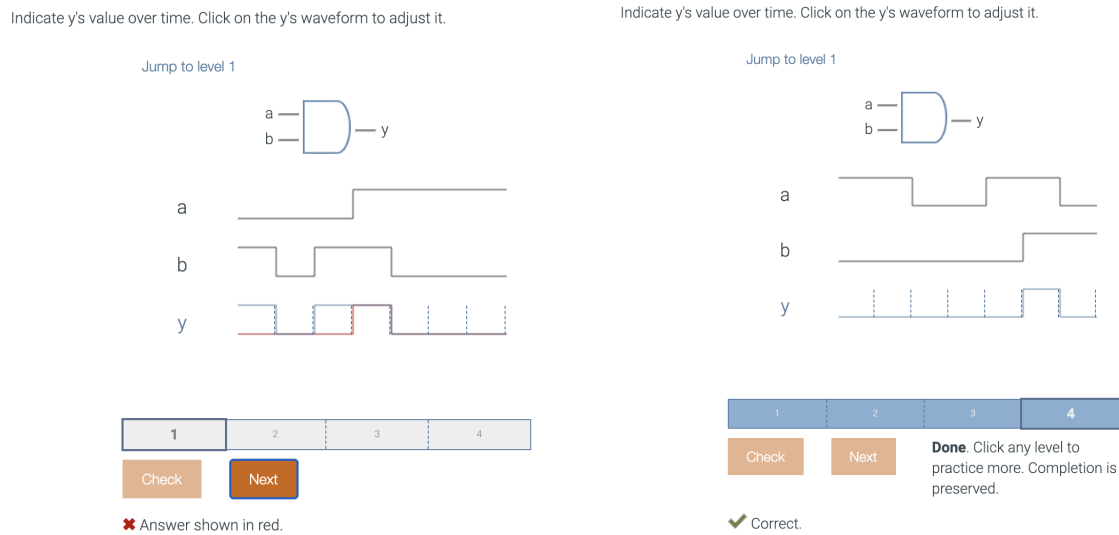 Indicate y's value over time. Click on the y's waveform to adjust it.
Jump to level 1
a
b
y
a
b
y
1 2 3 4
Check Next
✖ Answer shown in red.
Indicate y's value over time. Click on the y's waveform to adjust it.
Jump to level 1
a
b
y
a
b
y
1 2 3 4
Check Next
Done. Click any level to
practice more. Completion is
preserved.
✔ Correct.